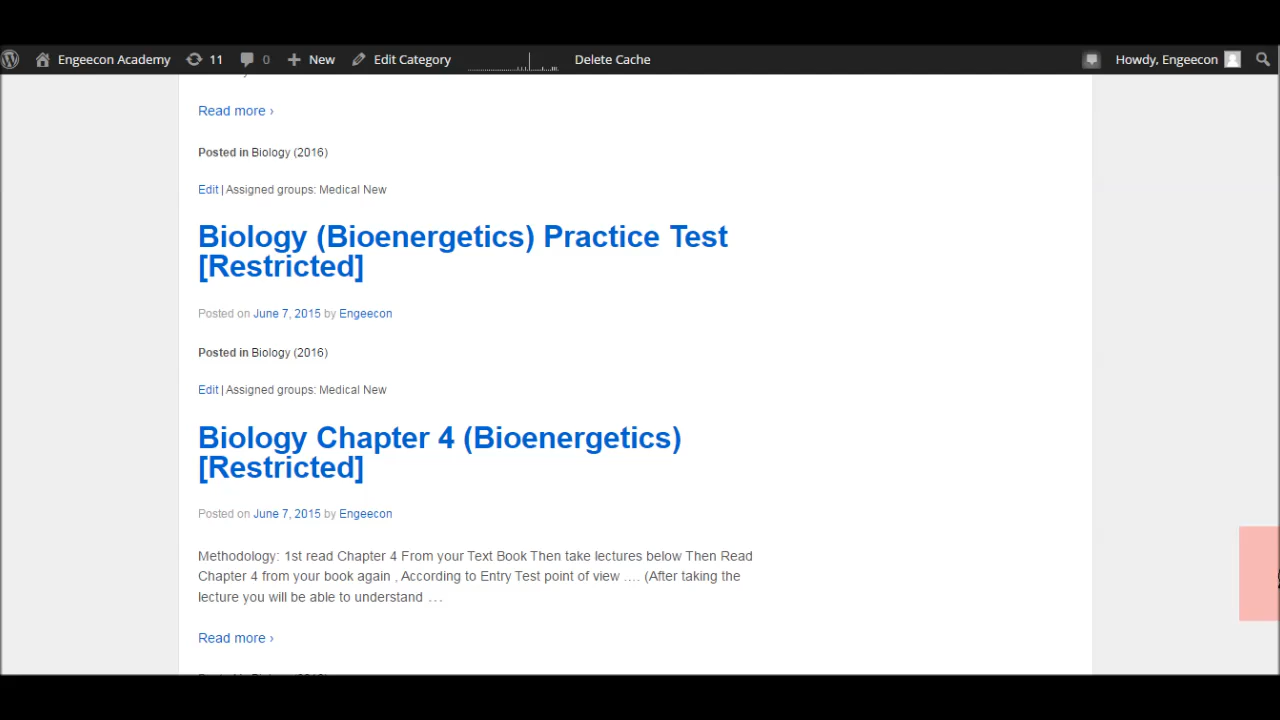 Engeecon Academy 11 0 New Edit Category Delete Cache Howdy, Engeecon
Read more ›
Posted in Biology (2016)
Edit | Assigned groups: Medical New
Biology (Bioenergetics) Practice Test
[Restricted]
Posted on June 7, 2015 by Engeecon
Posted in Biology (2016)
Edit | Assigned groups: Medical New
Biology Chapter 4 (Bioenergetics)
[Restricted]
Posted on June 7, 2015 by Engeecon
Methodology: 1st read Chapter 4 From your Text Book Then take lectures below Then Read
Chapter 4 from your book again , According to Entry Test point of view …. (After taking the
lecture you will be able to understand …
Read more ›